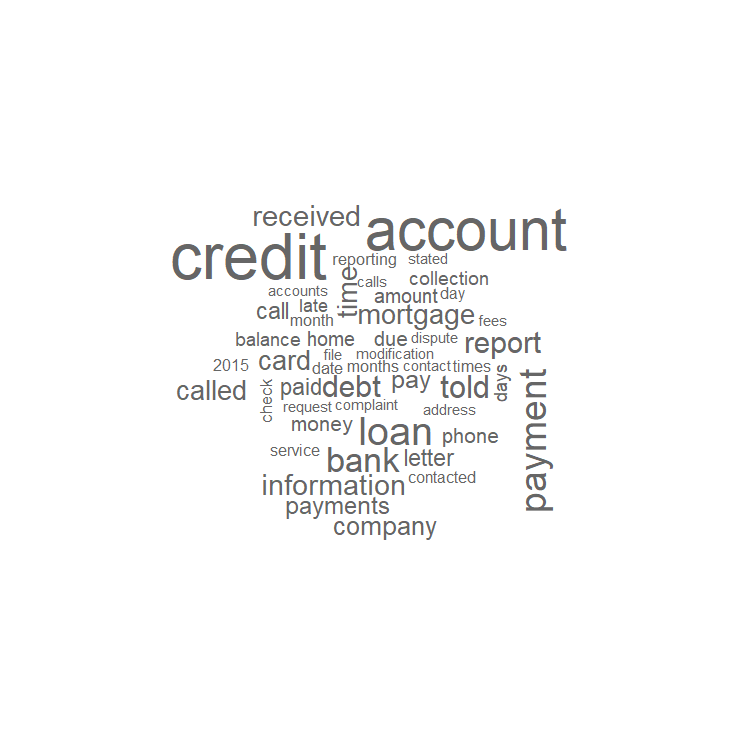 received
account
credit
reporting
stated
time
calls
collection
accounts
amount
day
call
late
month
mortgage
fees
balance
home
due
dispute
report
2015
card
file
date
modification
months
contact
times
called
check
paid
debt
pay
told
days
payment
request
complaint
address
money
loan
phone
service
bank
letter
information
contacted
payments
company